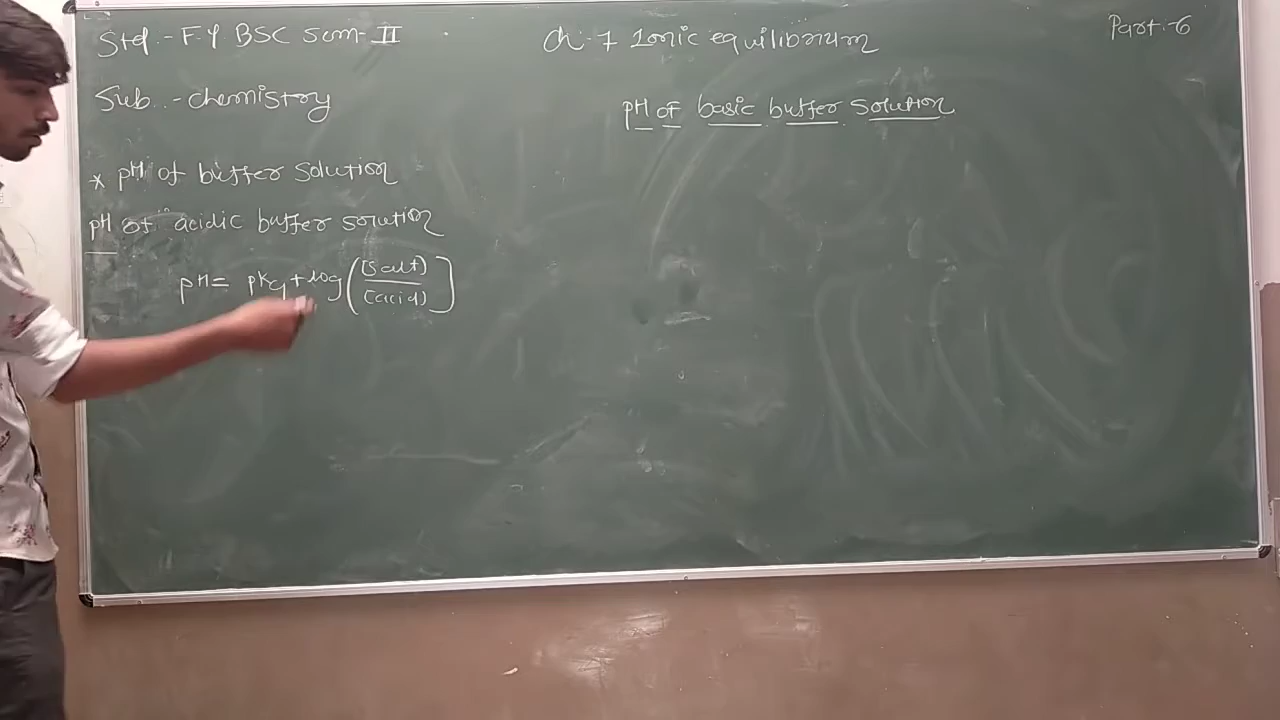 Std. - F.Y. BSC Sem-II
Ch-7 Ionic equilibrium
Part-6
Sub. - chemistry
pH of basic buffer solution
* pH of buffer solution
pH of acidic buffer solution
pH = pKa + log ([salt] / [acid])